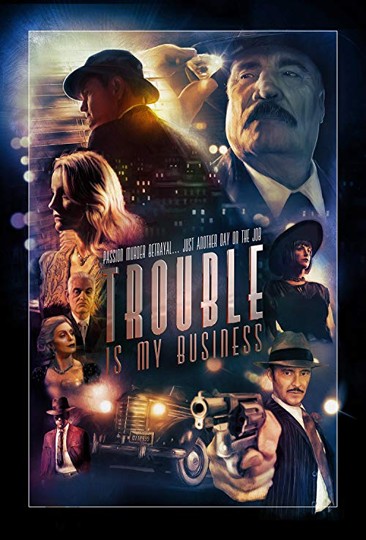 PASSION MURDER BETRAYAL... JUST ANOTHER DAY ON THE JOB
TROUBLE
IS MY BUSINESS